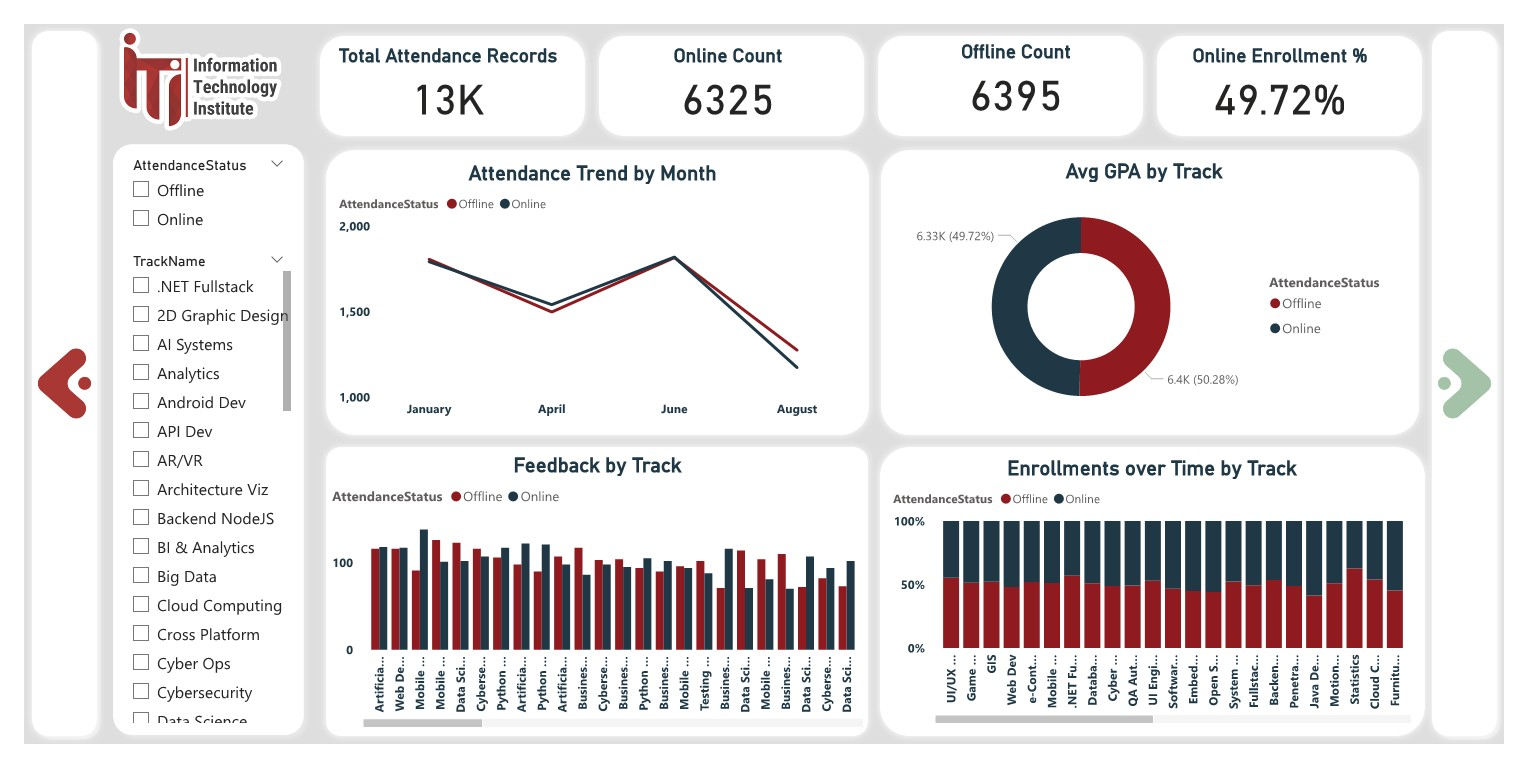 Information
Technology
Institute
Total Attendance Records
13K
Online Count
6325
Offline Count
6395
Online Enrollment %
49.72%
AttendanceStatus
Offline
Online
TrackName
.NET Fullstack
2D Graphic Design
AI Systems
Analytics
Android Dev
API Dev
AR/VR
Architecture Viz
Backend NodeJS
BI & Analytics
Big Data
Cloud Computing
Cross Platform
Cyber Ops
Cybersecurity
Data Science
Attendance Trend by Month
AttendanceStatus Offline Online
2,000
1,500
1,000
January April June August
Avg GPA by Track
6.33K (49.72%)
6.4K (50.28%)
AttendanceStatus
Offline
Online
Feedback by Track
AttendanceStatus Offline Online
100
0
Artificia...
Web De...
Mobile ...
Mobile ...
Data Sci...
Cyberse...
Python ...
Artificia...
Python ...
Artificia...
Busines...
Cyberse...
Busines...
Python ...
Busines...
Mobile ...
Testing ...
Busines...
Data Sci...
Mobile ...
Busines...
Data Sci...
Cyberse...
Data Sci...
Enrollments over Time by Track
AttendanceStatus Offline Online
100%
50%
0%
UI/UX ...
Game ...
GIS
Web Dev
e-Cont...
Mobile ...
.NET Fu...
Databa...
Cyber ...
QA Aut...
UI Engi...
Softwar...
Embed...
Open S...
System ...
Fullstac...
Backen...
Penetra...
Java De...
Motion...
Statistics
Cloud C...
Furnitu...